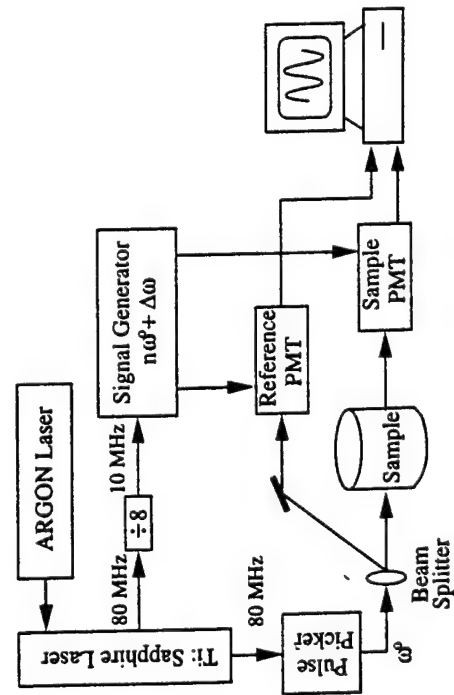 ARGON Laser
Ti: Sapphire Laser
80 MHz
÷8
10 MHz
Signal Generator
nω° + Δω
80 MHz
Pulse
Picker
ω°
Beam
Splitter
Reference
PMT
Sample
Sample
PMT